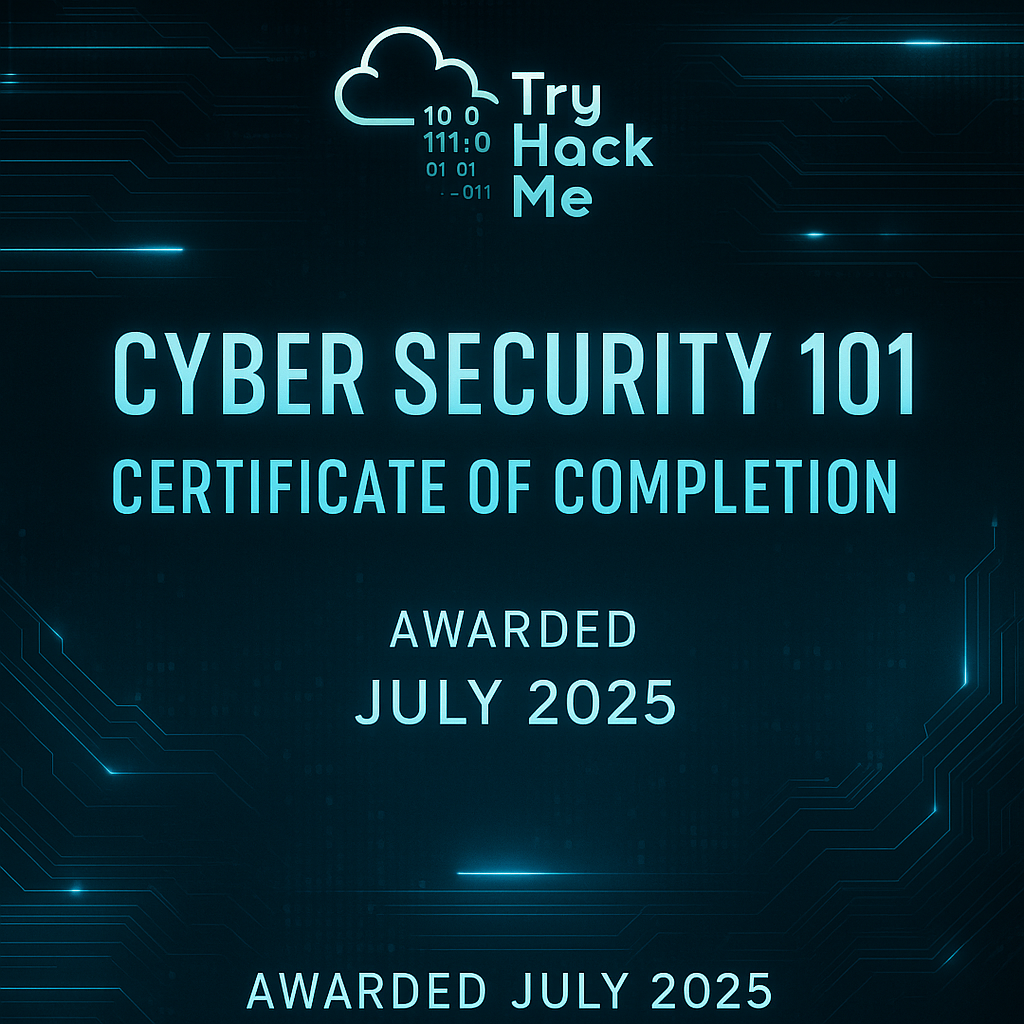 Try
Hack
Me
10 0
111:0
01 01
-011
CYBER SECURITY 101
CERTIFICATE OF COMPLETION
AWARDED
JULY 2025
AWARDED JULY 2025